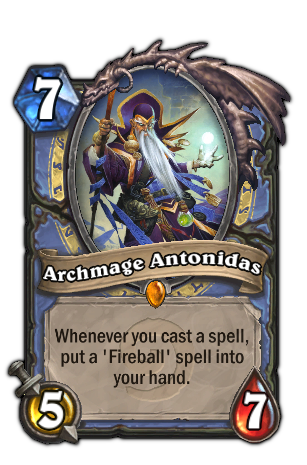 7
Archmage Antonidas
Whenever you cast a spell,
put a 'Fireball' spell into
your hand.
5
7